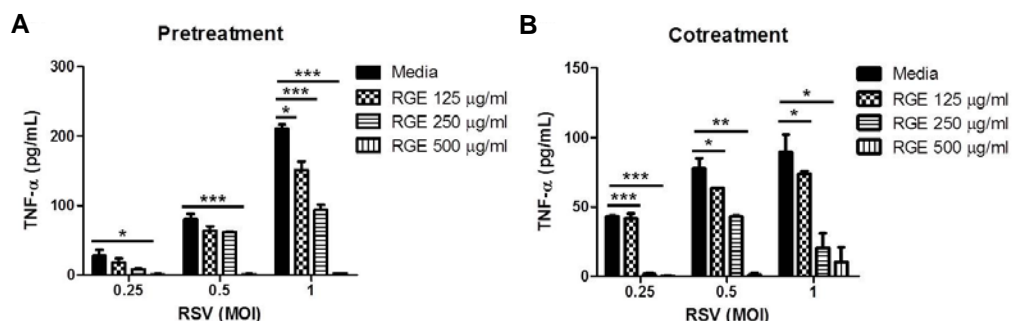 A
Pretreatment
TNF-α (pg/mL)
300
200
100
0
***
***
*
***
*
0.25
0.5
1
RSV (MOI)
Media
RGE 125 μg/ml
RGE 250 μg/ml
RGE 500 μg/ml
B
Cotreatment
TNF-α (pg/mL)
150
100
50
0
*
*
**
*
***
***
0.25
0.5
1
RSV (MOI)
Media
RGE 125 μg/ml
RGE 250 μg/ml
RGE 500 μg/ml